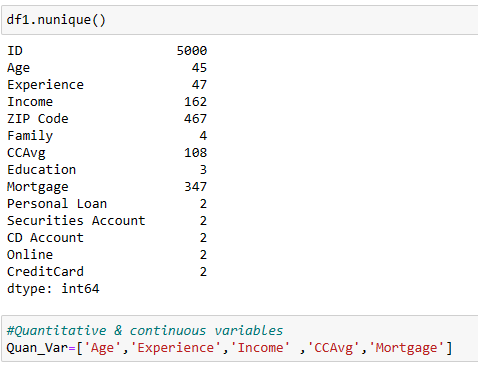 df1.nunique()
ID 5000
Age 45
Experience 47
Income 162
ZIP Code 467
Family 4
CCAvg 108
Education 3
Mortgage 347
Personal Loan 2
Securities Account 2
CD Account 2
Online 2
CreditCard 2
dtype: int64
#Quantitative & continuous variables
Quan_Var=['Age','Experience','Income' ,'CCAvg','Mortgage']